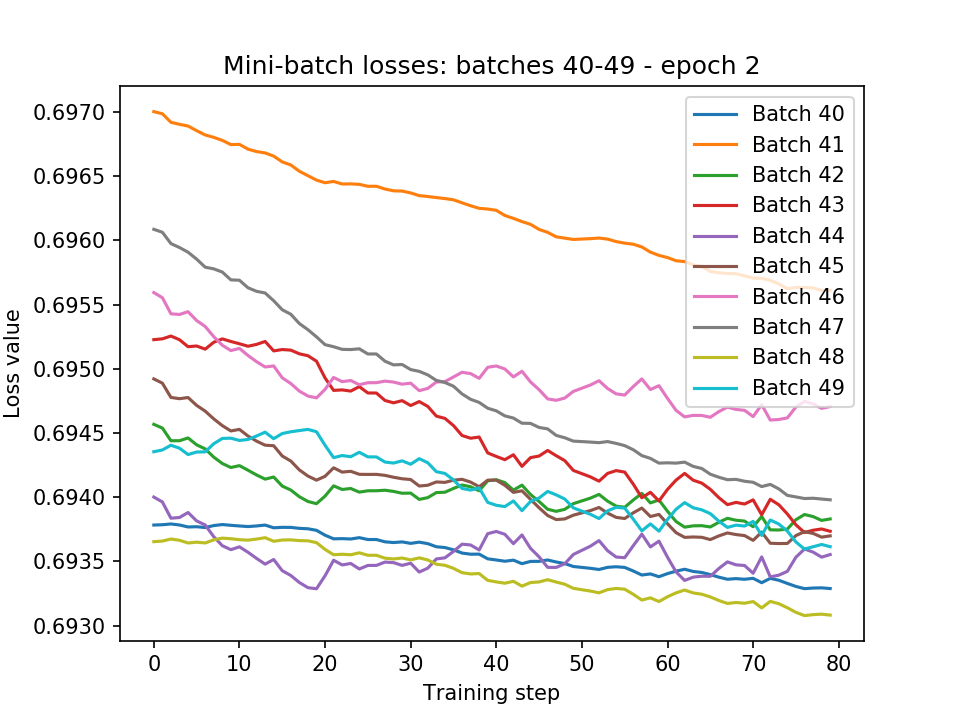 Mini-batch losses: batches 40-49 - epoch 2
0.6970
0.6965
0.6960
0.6955
0.6950
0.6945
0.6940
0.6935
0.6930
Loss value
Batch 40
Batch 41
Batch 42
Batch 43
Batch 44
Batch 45
Batch 46
Batch 47
Batch 48
Batch 49
0 10 20 30 40 50 60 70 80
Training step